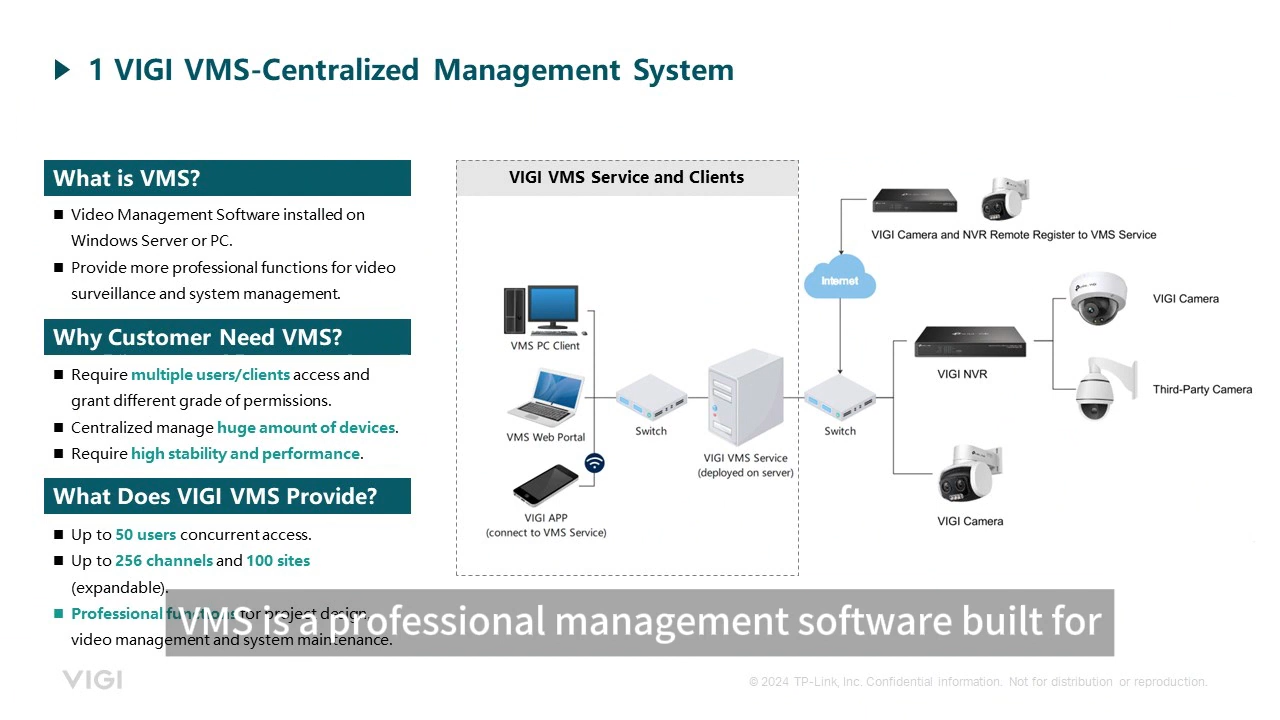 1 VIGI VMS-Centralized Management System
What is VMS?
■ Video Management Software installed on
Windows Server or PC.
■ Provide more professional functions for video
surveillance and system management.
Why Customer Need VMS?
■ Require multiple users/clients access and
grant different grade of permissions.
■ Centralized manage huge amount of devices.
■ Require high stability and performance.
What Does VIGI VMS Provide?
■ Up to 50 users concurrent access.
■ Up to 256 channels and 100 sites
(expandable).
■ Professional functions for project design,
video management and system maintenance.
VIGI VMS Service and Clients
VMS PC Client
VMS Web Portal
VIGI APP
(connect to VMS Service)
Switch
VIGI VMS Service
(deployed on server)
VIGI Camera and NVR Remote Register to VMS Service
Internet
Switch
VIGI NVR
VIGI Camera
VIGI Camera
Third-Party Camera
VMS is a professional management software built for
VIGI
© 2024 TP-Link, Inc. Confidential information. Not for distribution or reproduction.